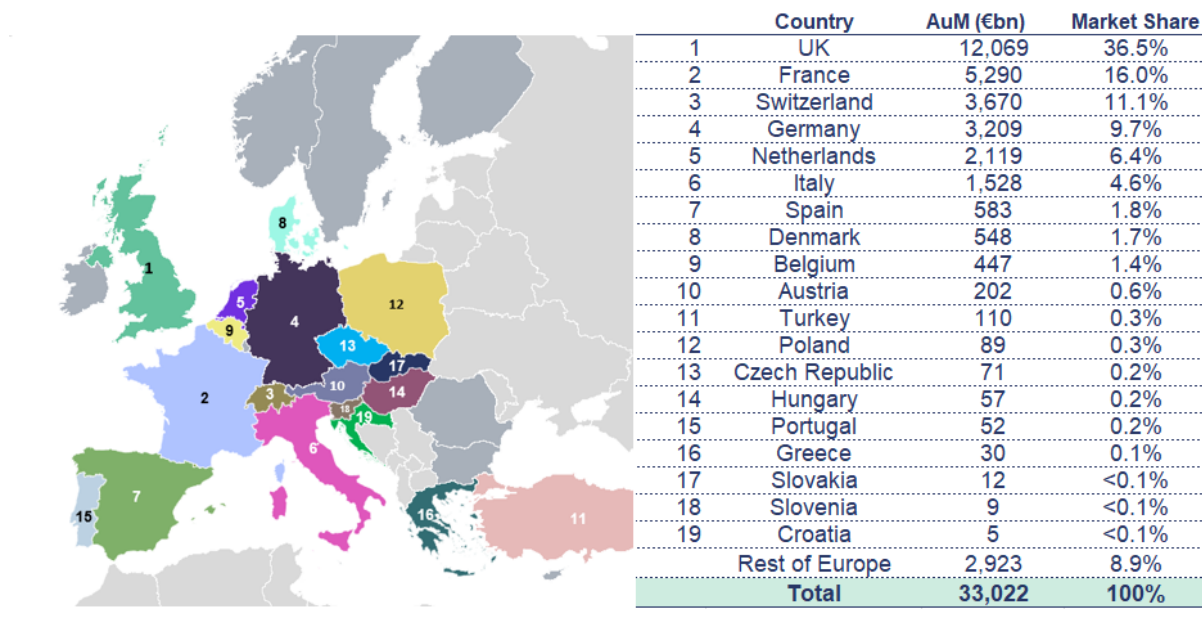 Country AuM (€bn) Market Share
1 UK 12,069 36.5%
2 France 5,290 16.0%
3 Switzerland 3,670 11.1%
4 Germany 3,209 9.7%
5 Netherlands 2,119 6.4%
6 Italy 1,528 4.6%
7 Spain 583 1.8%
8 Denmark 548 1.7%
9 Belgium 447 1.4%
10 Austria 202 0.6%
11 Turkey 110 0.3%
12 Poland 89 0.3%
13 Czech Republic 71 0.2%
14 Hungary 57 0.2%
15 Portugal 52 0.2%
16 Greece 30 0.1%
17 Slovakia 12 <0.1%
18 Slovenia 9 <0.1%
19 Croatia 5 <0.1%
Rest of Europe 2,923 8.9%
Total 33,022 100%
8
1
5
12
4
9
13
17
10
3
14
2
18
19
6
7
15
16
11